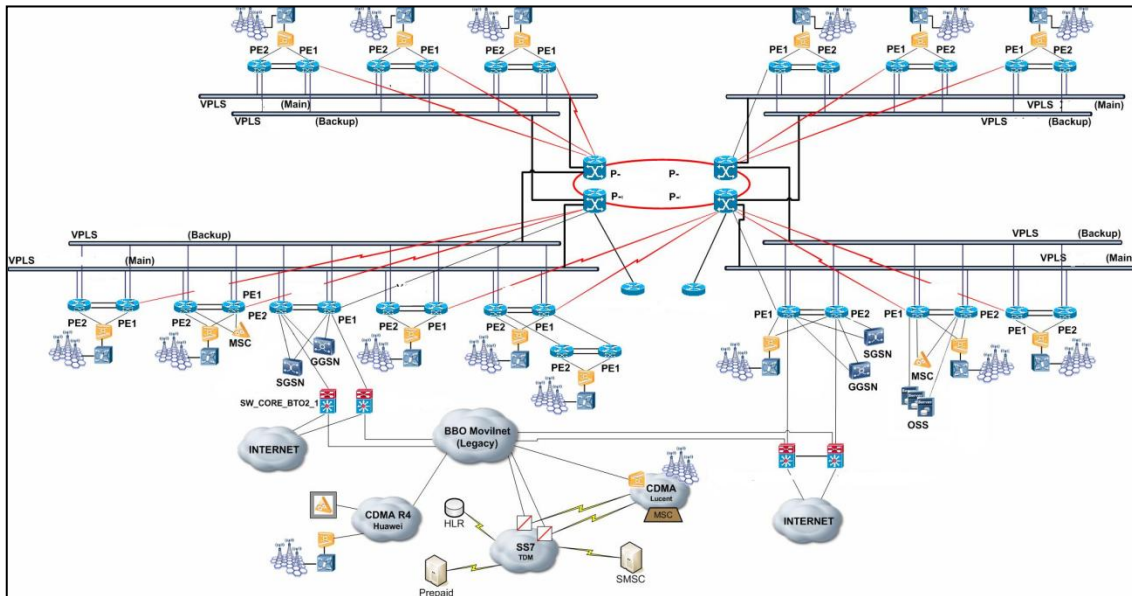 PE2 PE1 PE2 PE1 PE2 PE1 PE1 PE2 PE1 PE2 PE1 PE2
VPLS (Main) VPLS (Main)
VPLS (Backup) VPLS (Backup)
P- P-
P- P-
VPLS (Backup) VPLS (Backup)
VPLS (Main) VPLS (Main
PE2 PE1 PE2 PE1 PE2 PE1 PE2 PE1 PE2 PE1 PE1 PE2 PE1 PE2 PE1 PE2
MSC
SGSN GGSN
PE2 PE1
SGSN
GGSN
MSC
OSS
SW_CORE_BTO2_1
INTERNET
BBO Movilnet
(Legacy)
CDMA
Lucent
MSC
INTERNET
CDMA R4
Huawei
HLR
SS7
TDM
SMSC
Prepaid